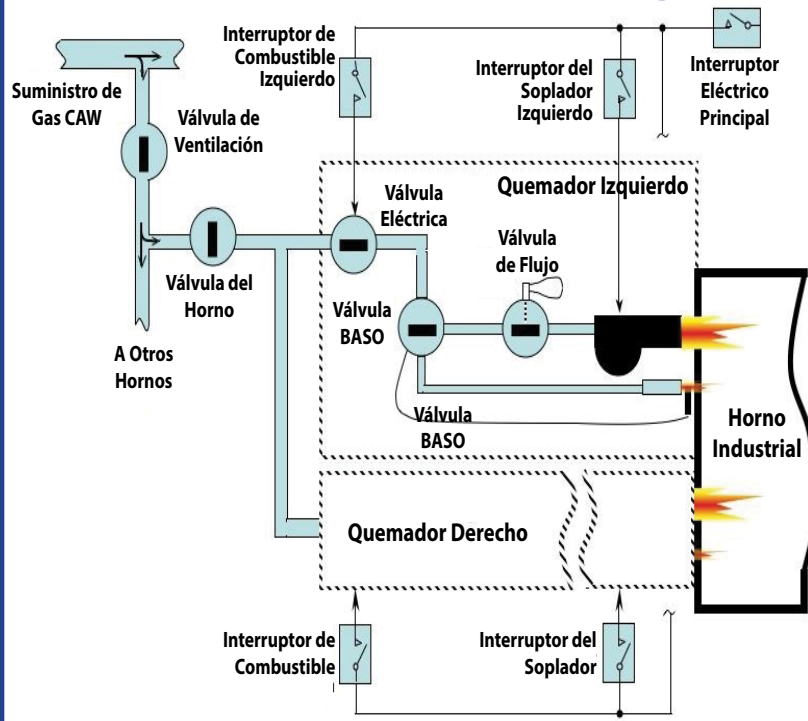 Interruptor de
Combustible
Izquierdo
Interruptor del
Soplador
Izquierdo
Interruptor
Eléctrico
Principal
Suministro de
Gas CAW
Válvula de
Ventilación
Quemador Izquierdo
Válvula
Eléctrica
Válvula
de Flujo
Válvula del
Horno
Válvula
BASO
A Otros
Hornos
Válvula
BASO
Horno
Industrial
Quemador Derecho
Interruptor de
Combustible
Interruptor del
Soplador